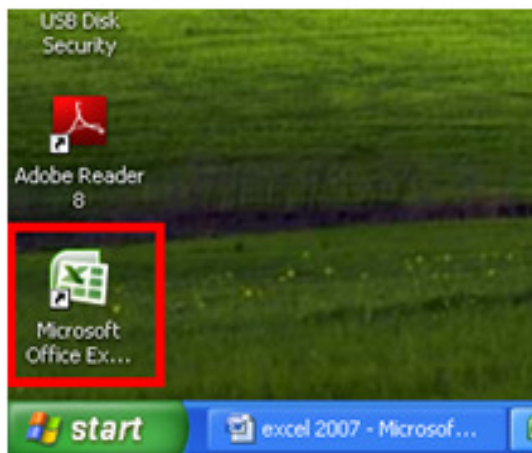 USB Disk
Security
Adobe Reader
8
Microsoft
Office Ex...
start
excel 2007 - Microsof...